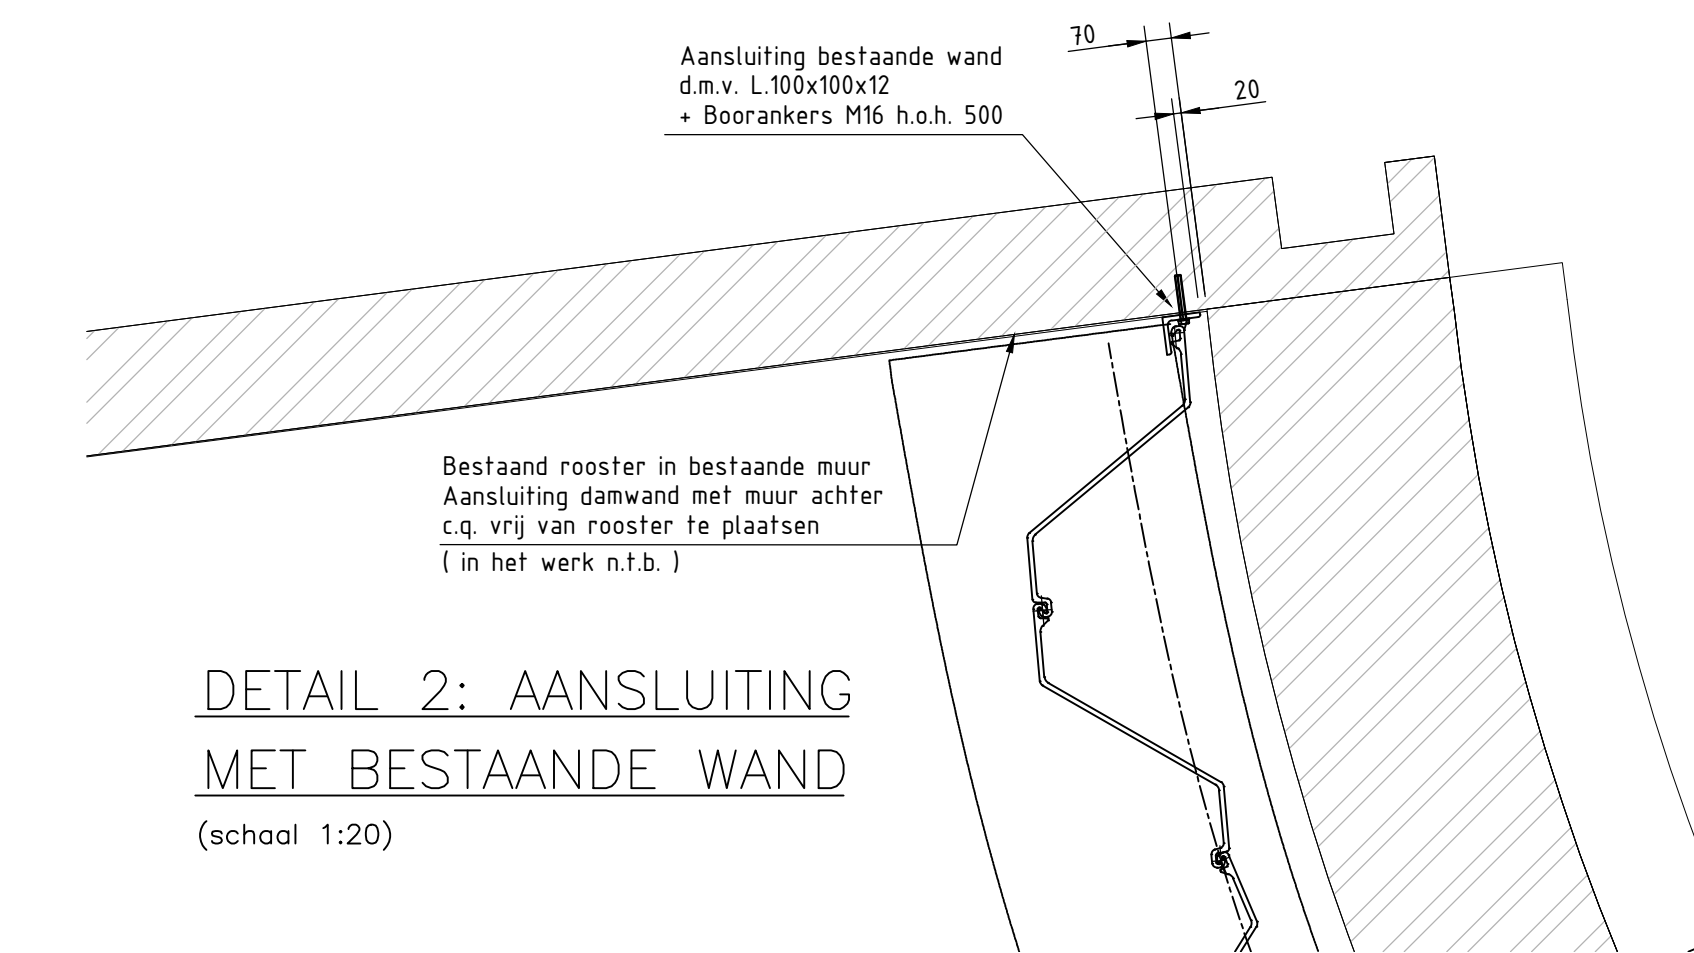 70
Aansluiting bestaande wand
d.m.v. L.100x100x12
+ Boorankers M16 h.o.h. 500
20
Bestaand rooster in bestaande muur
Aansluiting damwand met muur achter
c.q. vrij van rooster te plaatsen
( in het werk n.t.b. )
DETAIL 2: AANSLUITING
MET BESTAANDE WAND
(schaal 1:20)